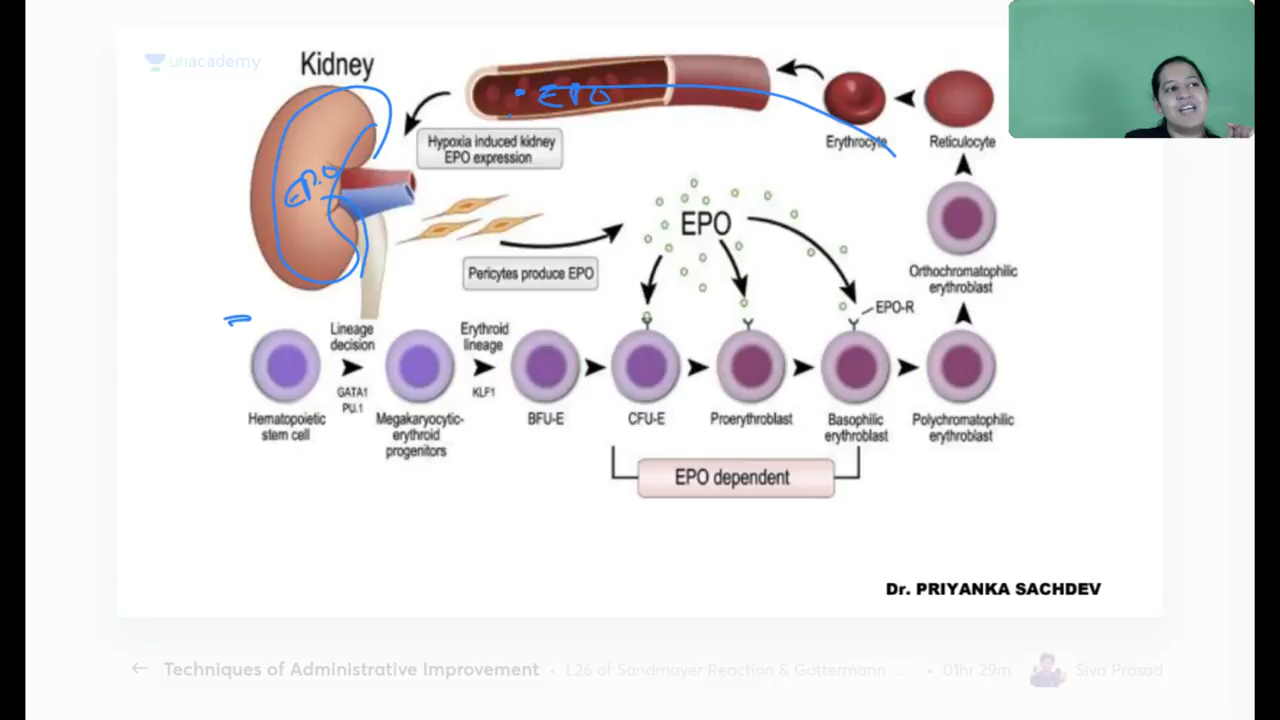 unacademy
Kidney
EPO
EPO
Hypoxia induced kidney
EPO expression
Erythrocyte
Reticulocyte
EPO
Pericytes produce EPO
Orthochromatophilic
erythroblast
EPO-R
Lineage
decision
GATA1
PU.1
Erythroid
lineage
KLF1
Hematopoietic
stem cell
Megakaryocytic-
erythroid
progenitors
BFU-E
CFU-E
Proerythroblast
Basophilic
erythroblast
Polychromatophilic
erythroblast
EPO dependent
Dr. PRIYANKA SACHDEV
← Techniques of Administrative Improvement • L26 of Sandmayer Reaction & Gattermann ... • 01hr 29m Siva Prasad